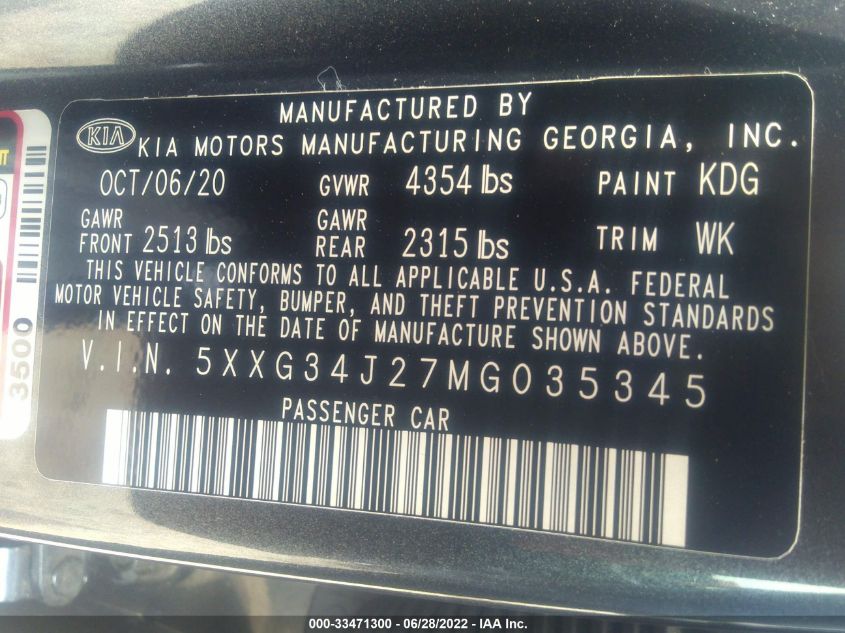 MANUFACTURED BY
KIA KIA MOTORS MANUFACTURING GEORGIA, INC.
OCT/06/20 GVWR 4354 lbs PAINT KDG
GAWR FRONT 2513 lbs GAWR REAR 2315 lbs TRIM WK
THIS VEHICLE CONFORMS TO ALL APPLICABLE U.S.A. FEDERAL
MOTOR VEHICLE SAFETY, BUMPER, AND THEFT PREVENTION STANDARDS
IN EFFECT ON THE DATE OF MANUFACTURE SHOWN ABOVE.
V.I.N. 5XXG34J27MG035345
PASSENGER CAR
3500
000-33471300 - 06/28/2022 - IAA Inc.